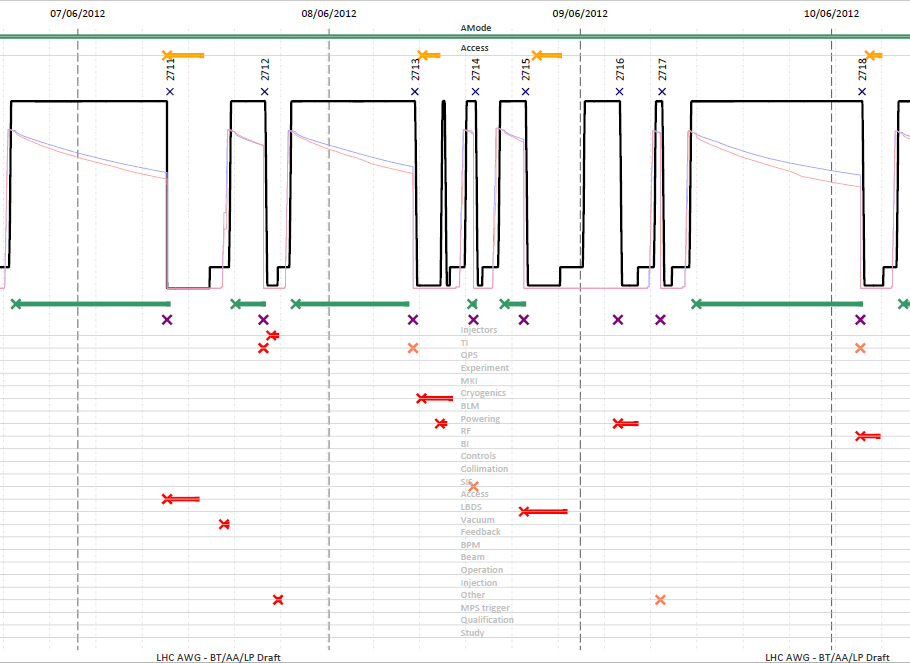 07/06/2012 08/06/2012 09/06/2012 10/06/2012
AMode
Access
2711 2712 2713 2714 2715 2716 2717 2718
Injectors
TI
QPS
Experiment
MKI
Cryogenics
BLM
Powering
RF
BI
Controls
Collimation
SIS
Access
LBDS
Vacuum
Feedback
BPM
Beam
Operation
Injection
Other
MPS trigger
Qualification
Study
LHC AWG - BT/AA/LP Draft LHC AWG - BT/AA/LP Draft